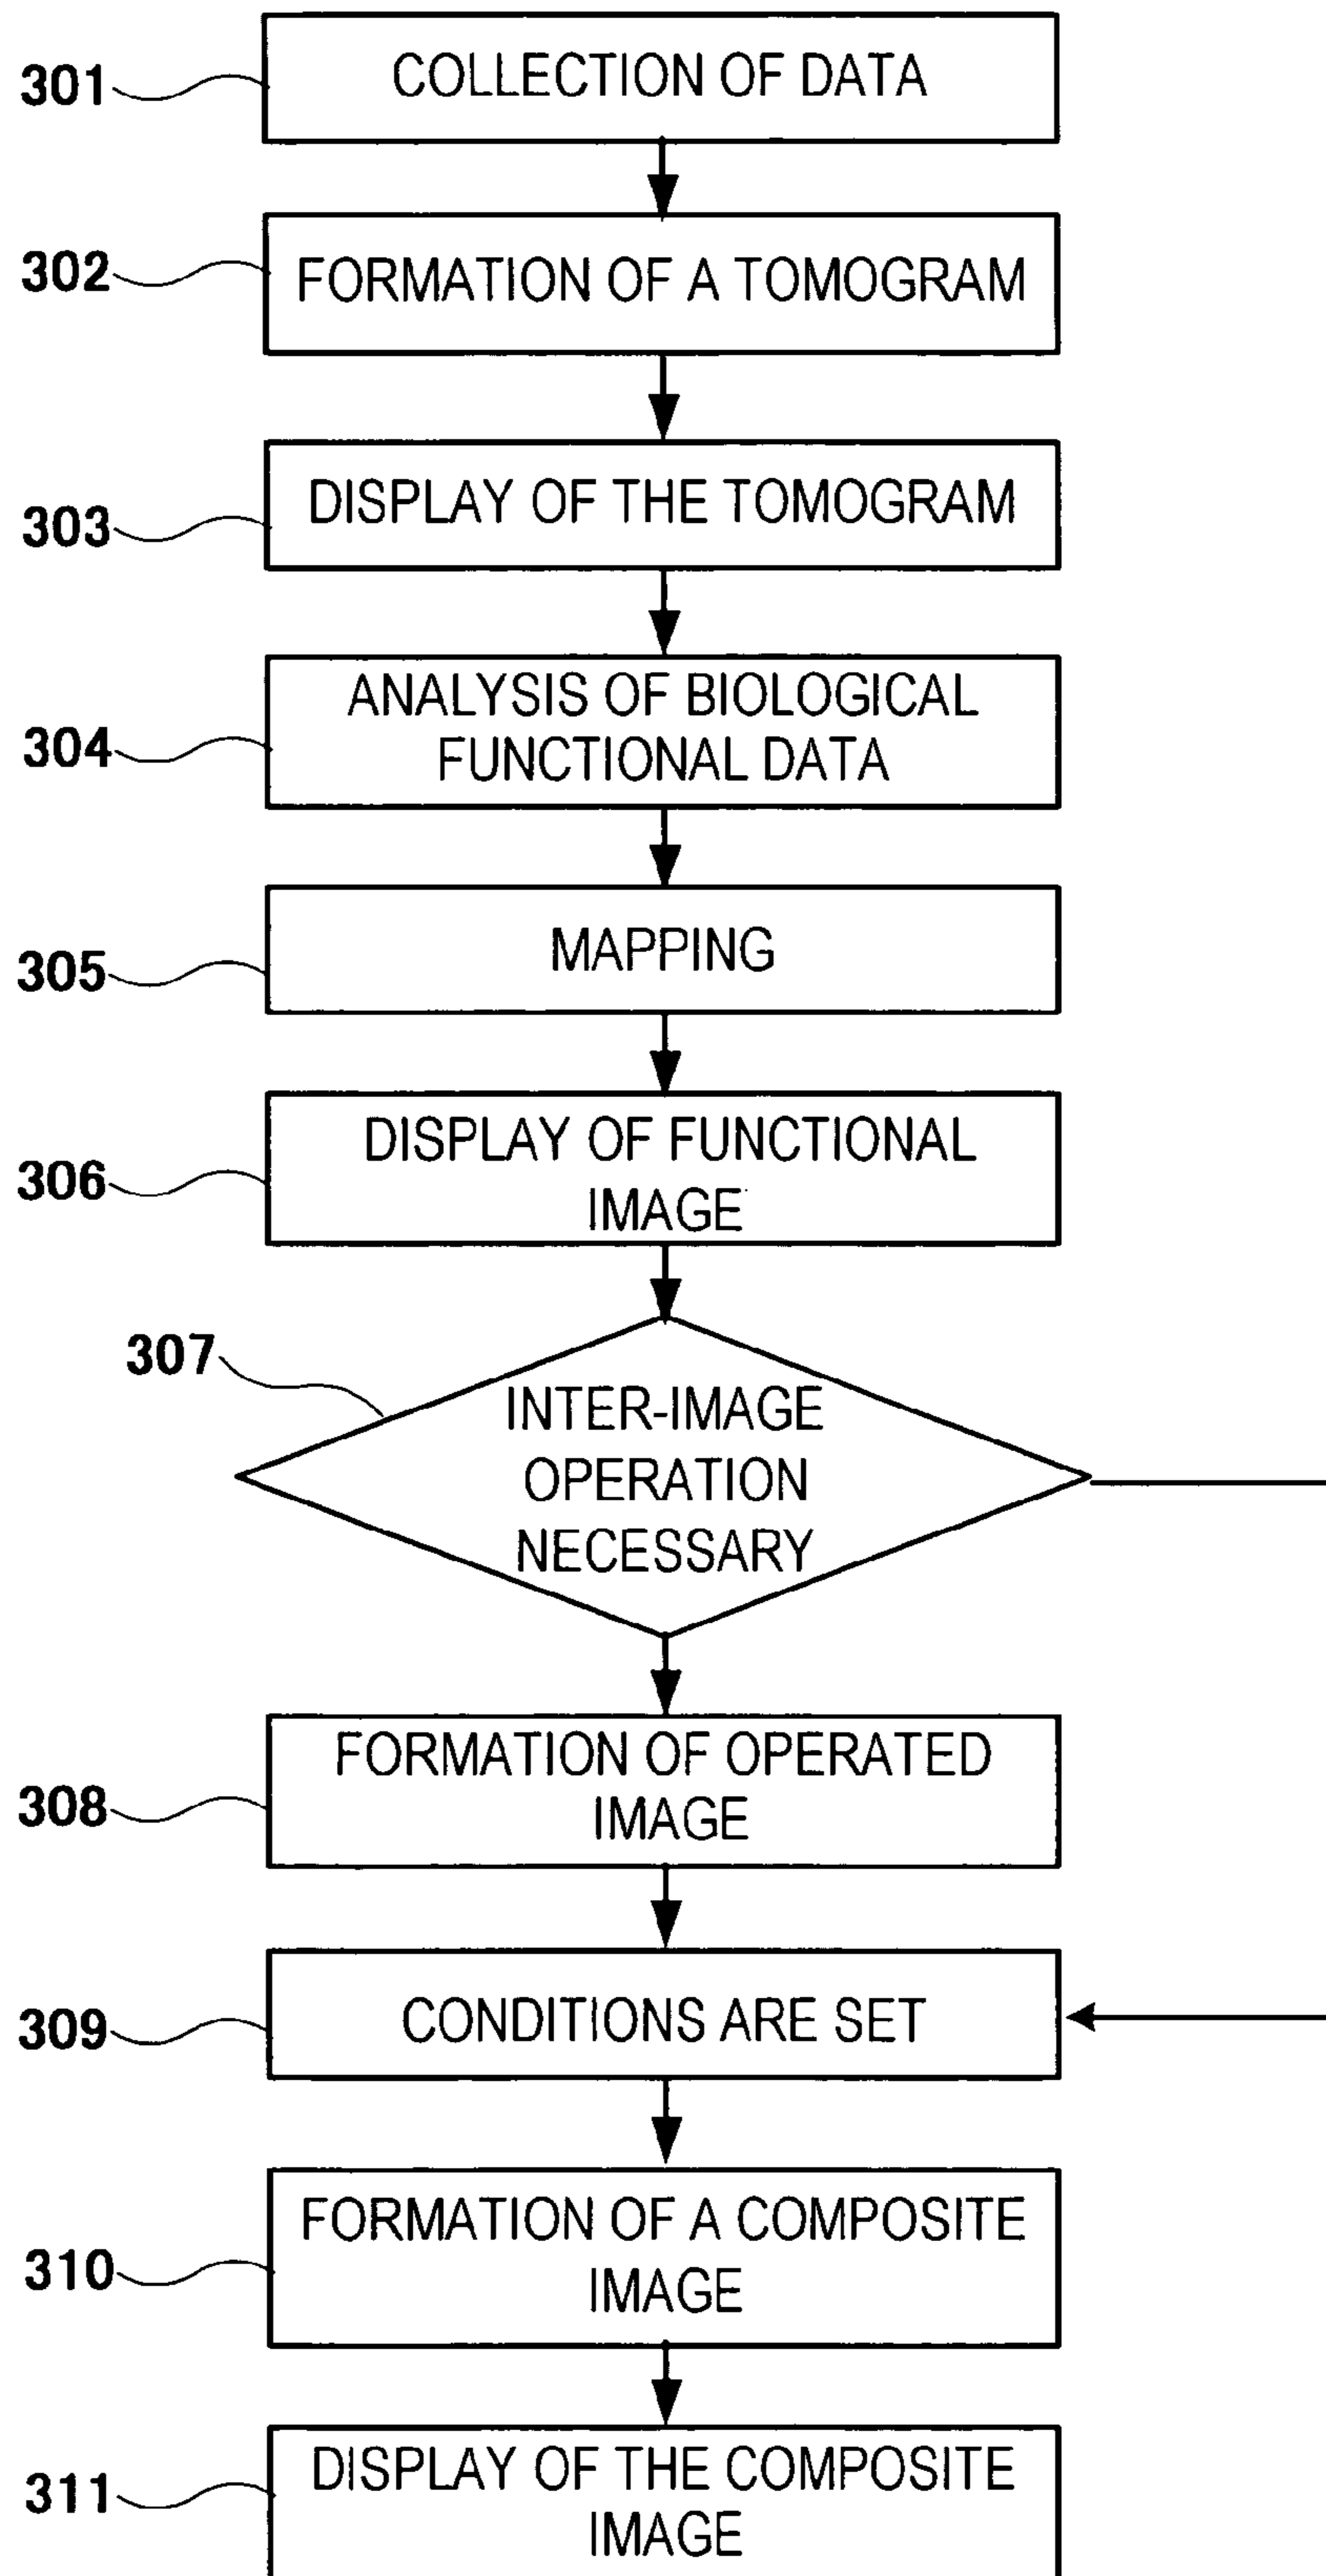 301
COLLECTION OF DATA
302
FORMATION OF A TOMOGRAM
303
DISPLAY OF THE TOMOGRAM
304
ANALYSIS OF BIOLOGICAL
FUNCTIONAL DATA
305
MAPPING
306
DISPLAY OF FUNCTIONAL
IMAGE
307
INTER-IMAGE
OPERATION
NECESSARY
308
FORMATION OF OPERATED
IMAGE
309
CONDITIONS ARE SET
310
FORMATION OF A COMPOSITE
IMAGE
311
DISPLAY OF THE COMPOSITE
IMAGE